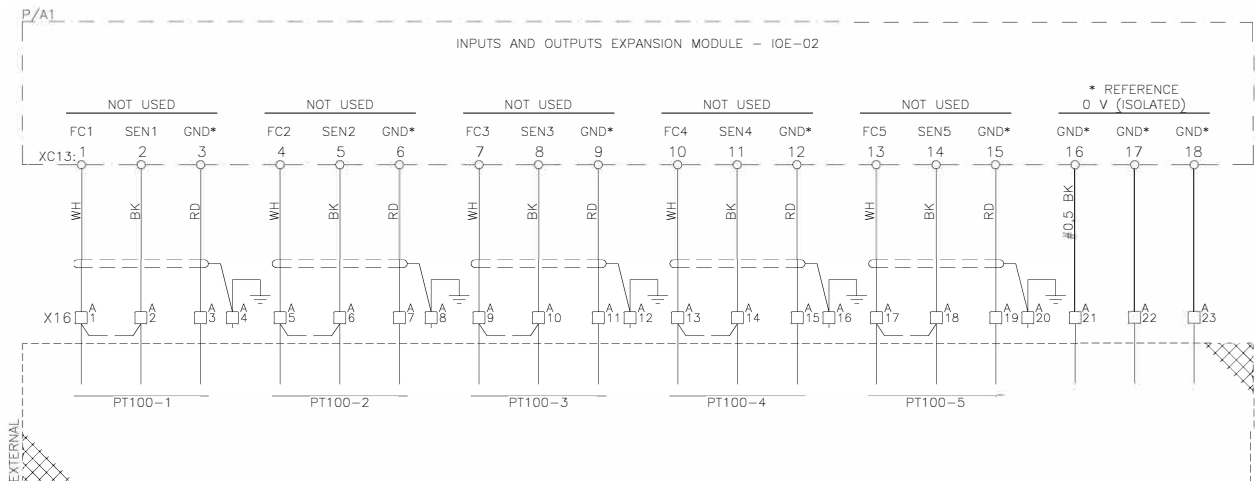 P/A1
INPUTS AND OUTPUTS EXPANSION MODULE - IOE-02
NOT USED NOT USED NOT USED NOT USED NOT USED * REFERENCE
0 V (ISOLATED)
FC1 SEN1 GND* FC2 SEN2 GND* FC3 SEN3 GND* FC4 SEN4 GND* FC5 SEN5 GND* GND* GND* GND*
XC13: 1 2 3 4 5 6 7 8 9 10 11 12 13 14 15 16 17 18
WH BK RD WH BK RD WH BK RD WH BK RD WH BK RD #0,5 BK
A A A A A A A A A A A A A A A A A A A A A A A
X16 1 2 3 4 5 6 7 8 9 10 11 12 13 14 15 16 17 18 19 20 21 22 23
PT100-1 PT100-2 PT100-3 PT100-4 PT100-5
EXTERNAL